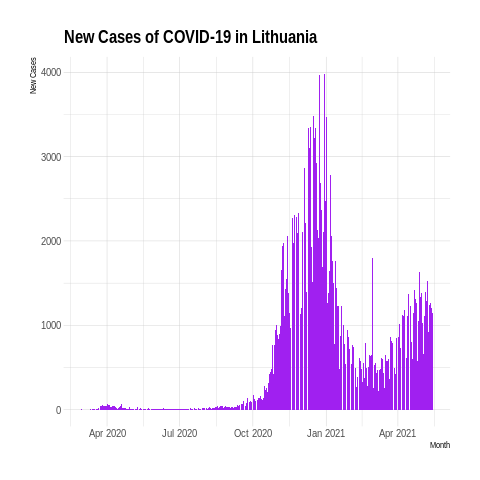 New Cases of COVID-19 in Lithuania
New Cases
4000
3000
2000
1000
0
Apr 2020 Jul 2020 Oct 2020 Jan 2021 Apr 2021
Month